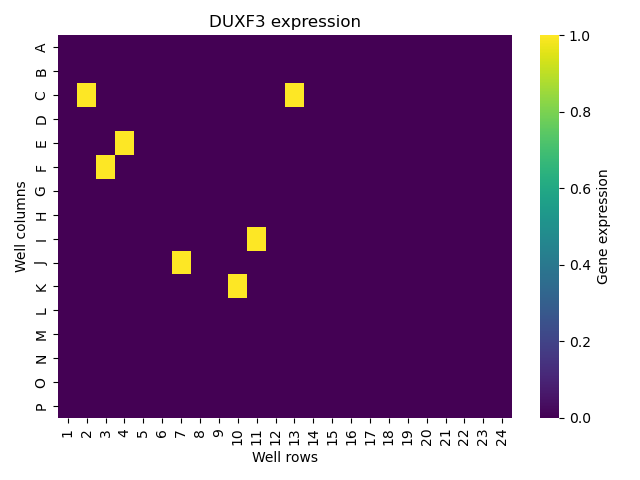 DUXF3 expression
Well columns
A
B
C
D
E
F
G
H
I
J
K
L
M
N
O
P
1 2 3 4 5 6 7 8 9 10 11 12 13 14 15 16 17 18 19 20 21 22 23 24
Well rows
1.0
0.8
0.6
0.4
0.2
0.0
Gene expression